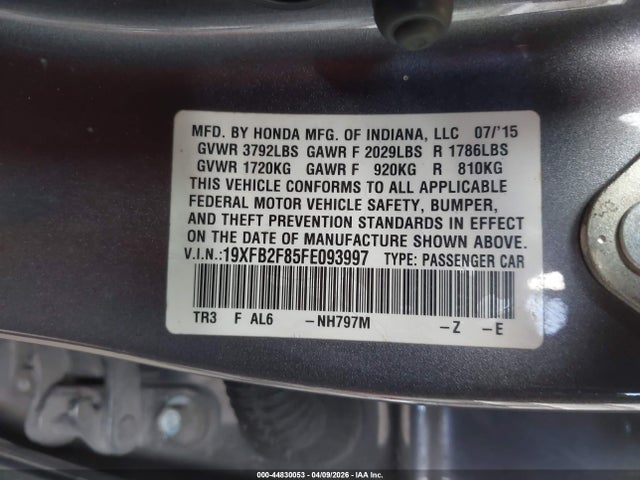 MFD. BY HONDA MFG. OF INDIANA, LLC 07/'15
GVWR 3792LBS GAWR F 2029LBS R 1786LBS
GVWR 1720KG GAWR F 920KG R 810KG
THIS VEHICLE CONFORMS TO ALL APPLICABLE
FEDERAL MOTOR VEHICLE SAFETY, BUMPER,
AND THEFT PREVENTION STANDARDS IN EFFECT
ON THE DATE OF MANUFACTURE SHOWN ABOVE.
V.I.N.:19XFB2F85FE093997 TYPE: PASSENGER CAR
TR3 F AL6 –NH797M –Z –E
000-44830053 | 04/09/2026 | IAA Inc.